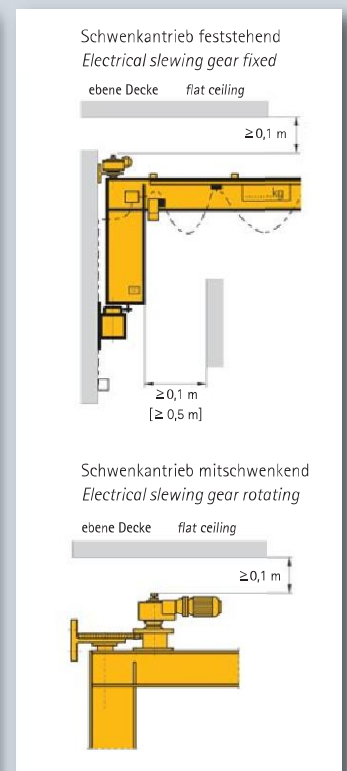 Schwenkantrieb feststehend
Electrical slewing gear fixed
ebene Decke flat ceiling
≥0,1 m
kg
≥0,1 m
[≥ 0,5 m]
Schwenkantrieb mitschwenkend
Electrical slewing gear rotating
ebene Decke flat ceiling
≥0,1 m